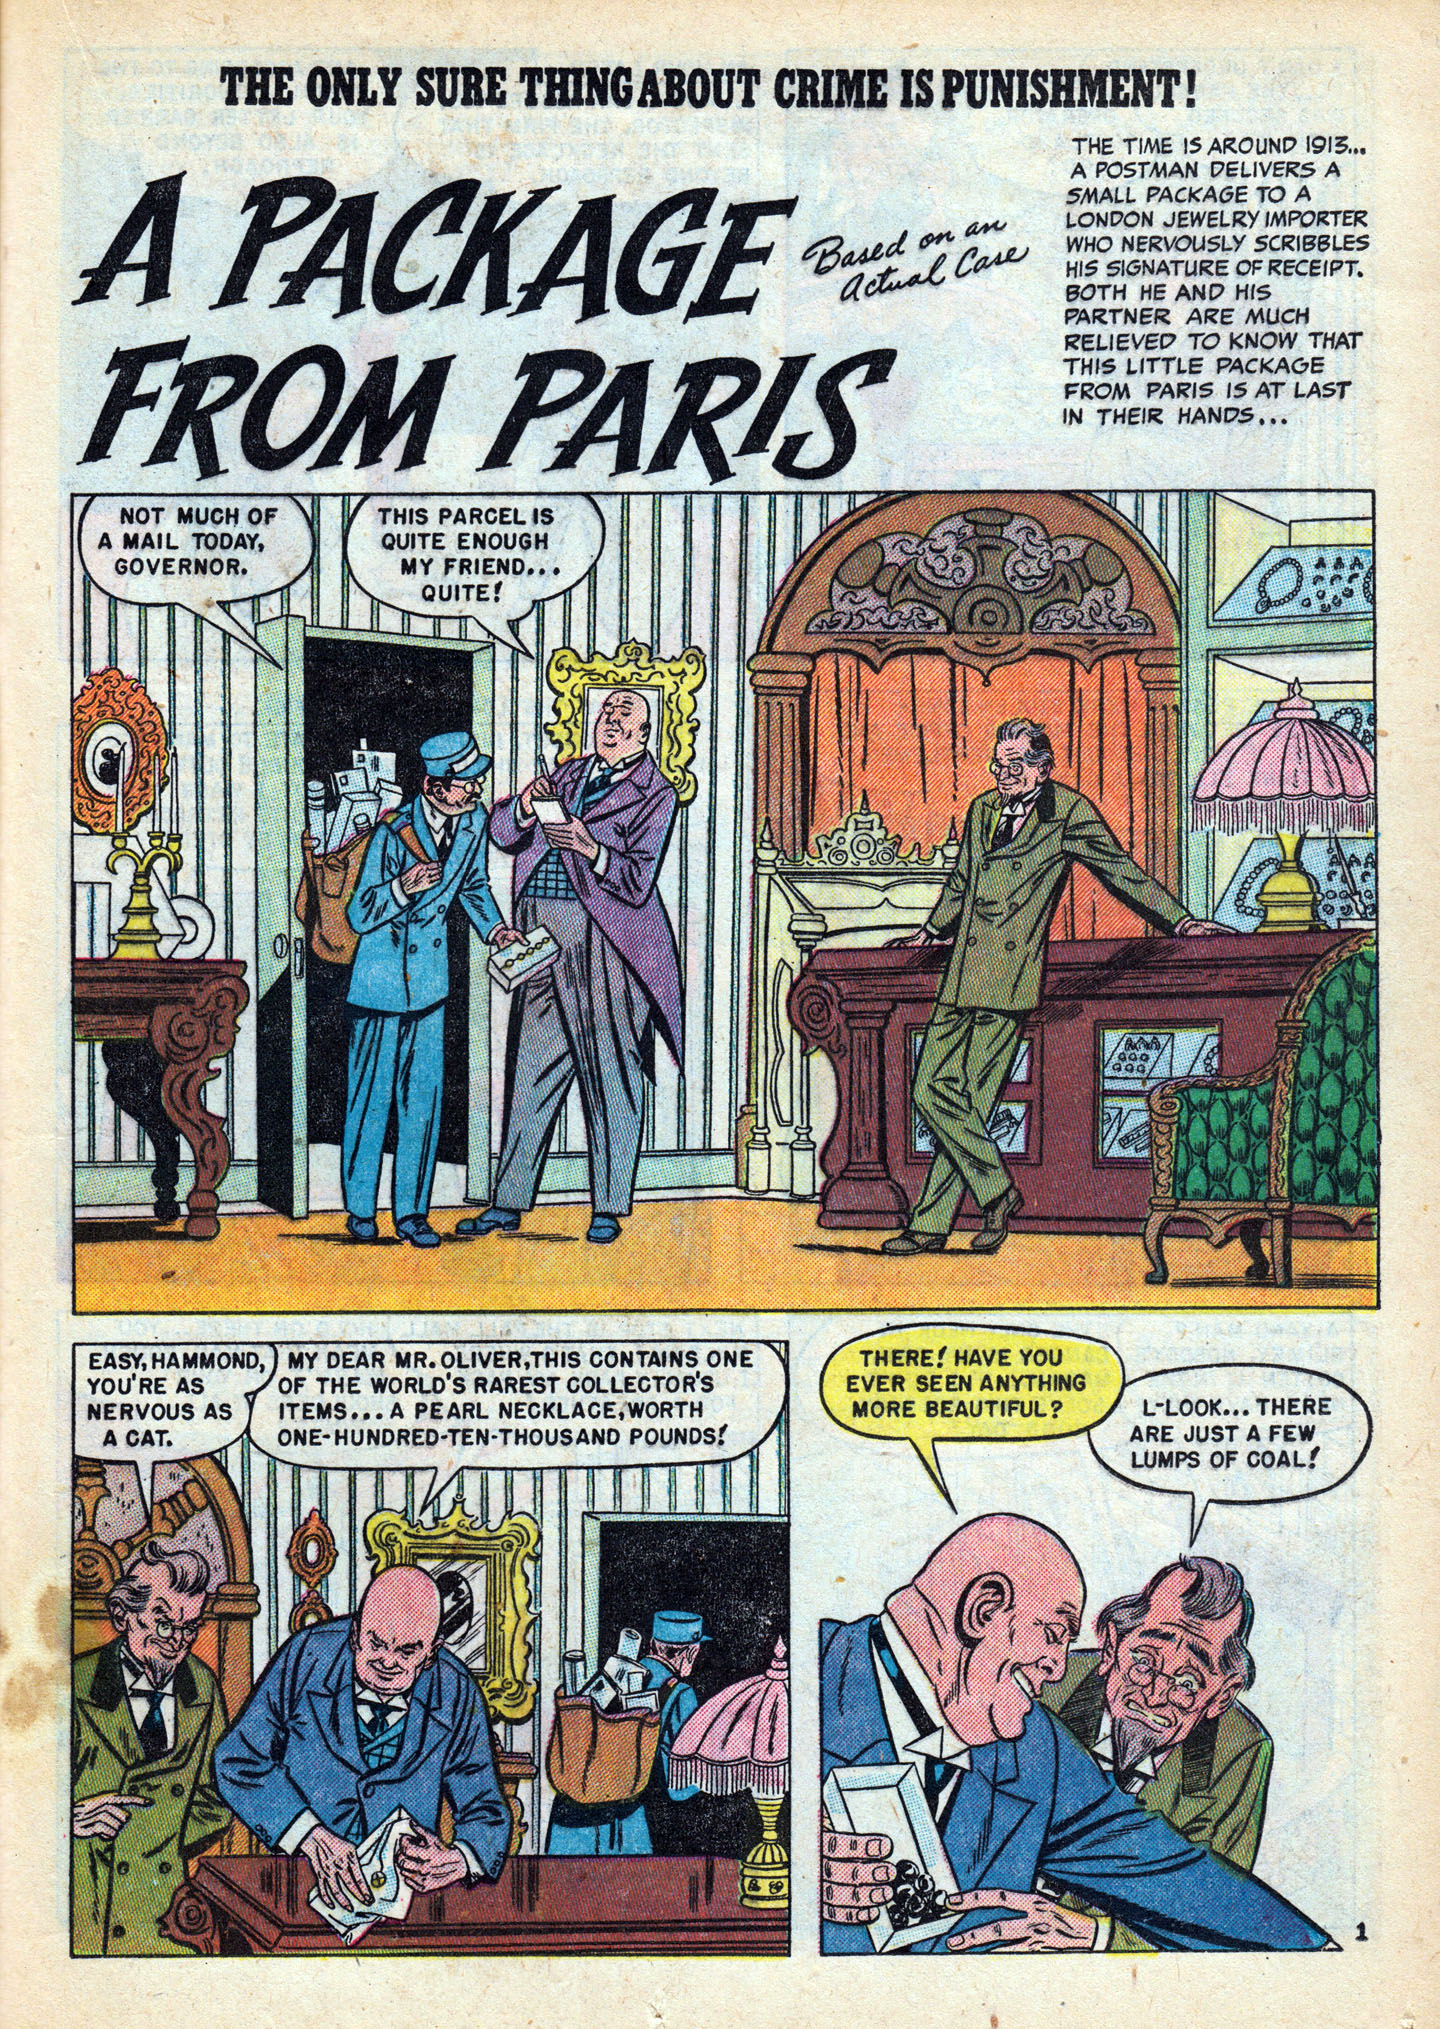 THE ONLY SURE THING ABOUT CRIME IS PUNISHMENT!
A PACKAGE
FROM PARIS
Based on an
Actual Case
THE TIME IS AROUND 1913...
A POSTMAN DELIVERS A
SMALL PACKAGE TO A
LONDON JEWELRY IMPORTER
WHO NERVOUSLY SCRIBBLES
HIS SIGNATURE OF RECEIPT.
BOTH HE AND HIS
PARTNER ARE MUCH
RELIEVED TO KNOW THAT
THIS LITTLE PACKAGE
FROM PARIS IS AT LAST
IN THEIR HANDS...
NOT MUCH OF
A MAIL TODAY,
GOVERNOR.
THIS PARCEL IS
QUITE ENOUGH
MY FRIEND...
QUITE!
EASY, HAMMOND,
YOU'RE AS
NERVOUS AS
A CAT.
MY DEAR MR. OLIVER, THIS CONTAINS ONE
OF THE WORLD'S RAREST COLLECTOR'S
ITEMS... A PEARL NECKLACE, WORTH
ONE-HUNDRED-TEN-THOUSAND POUNDS!
THERE! HAVE YOU
EVER SEEN ANYTHING
MORE BEAUTIFUL?
L-LOOK... THERE
ARE JUST A FEW
LUMPS OF COAL!
1